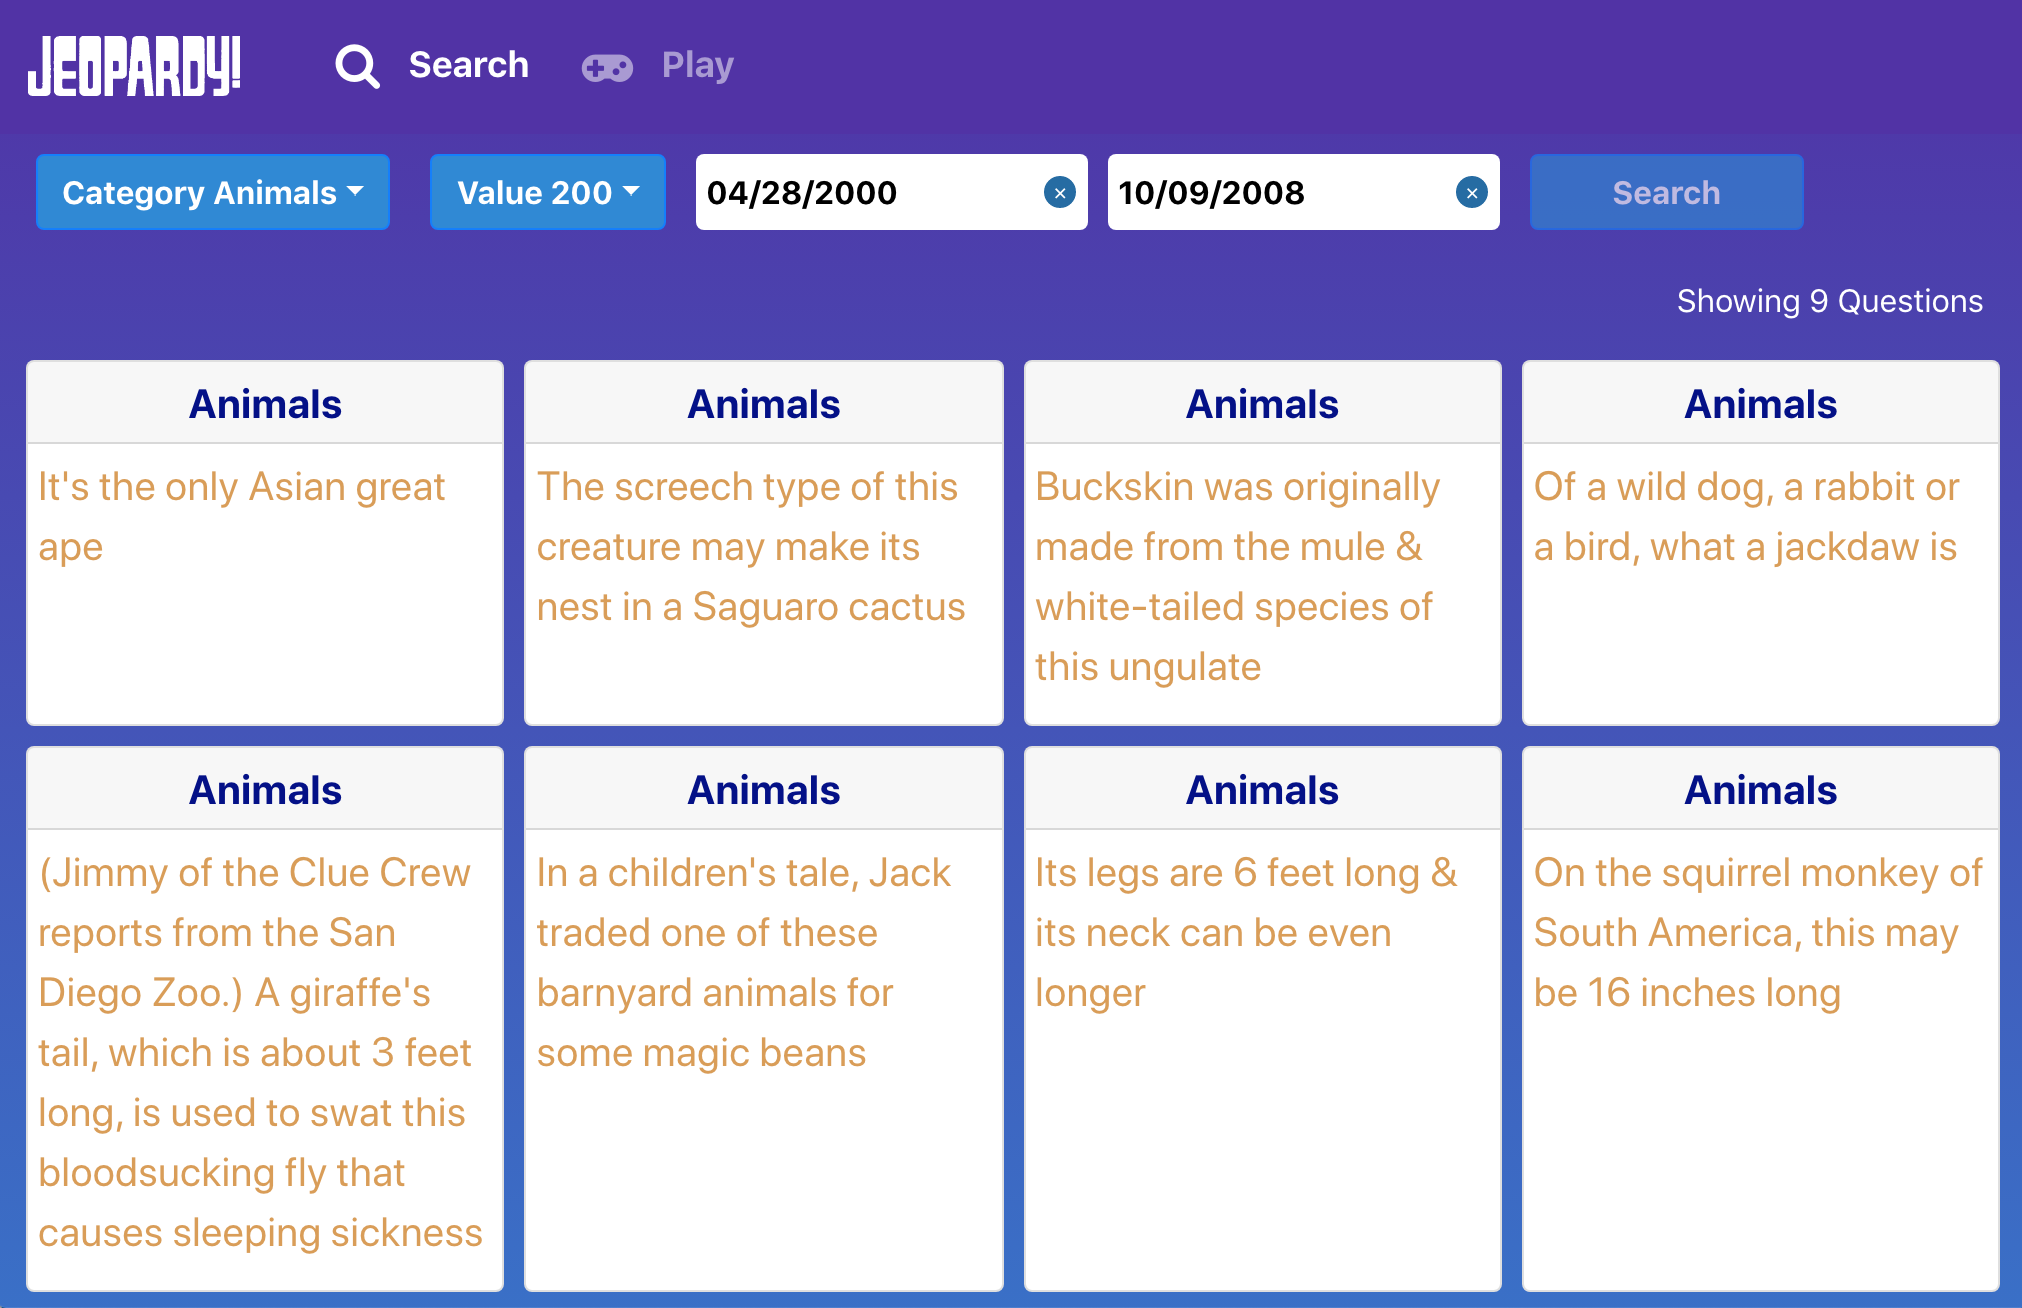 JEOPARDY!
Search
Play
Category Animals
Value 200
04/28/2000
10/09/2008
Search
Showing 9 Questions
Animals
It's the only Asian great
ape
Animals
The screech type of this
creature may make its
nest in a Saguaro cactus
Animals
Buckskin was originally
made from the mule &
white-tailed species of
this ungulate
Animals
Of a wild dog, a rabbit or
a bird, what a jackdaw is
Animals
(Jimmy of the Clue Crew
reports from the San
Diego Zoo.) A giraffe's
tail, which is about 3 feet
long, is used to swat this
bloodsucking fly that
causes sleeping sickness
Animals
In a children's tale, Jack
traded one of these
barnyard animals for
some magic beans
Animals
Its legs are 6 feet long &
its neck can be even
longer
Animals
On the squirrel monkey of
South America, this may
be 16 inches long